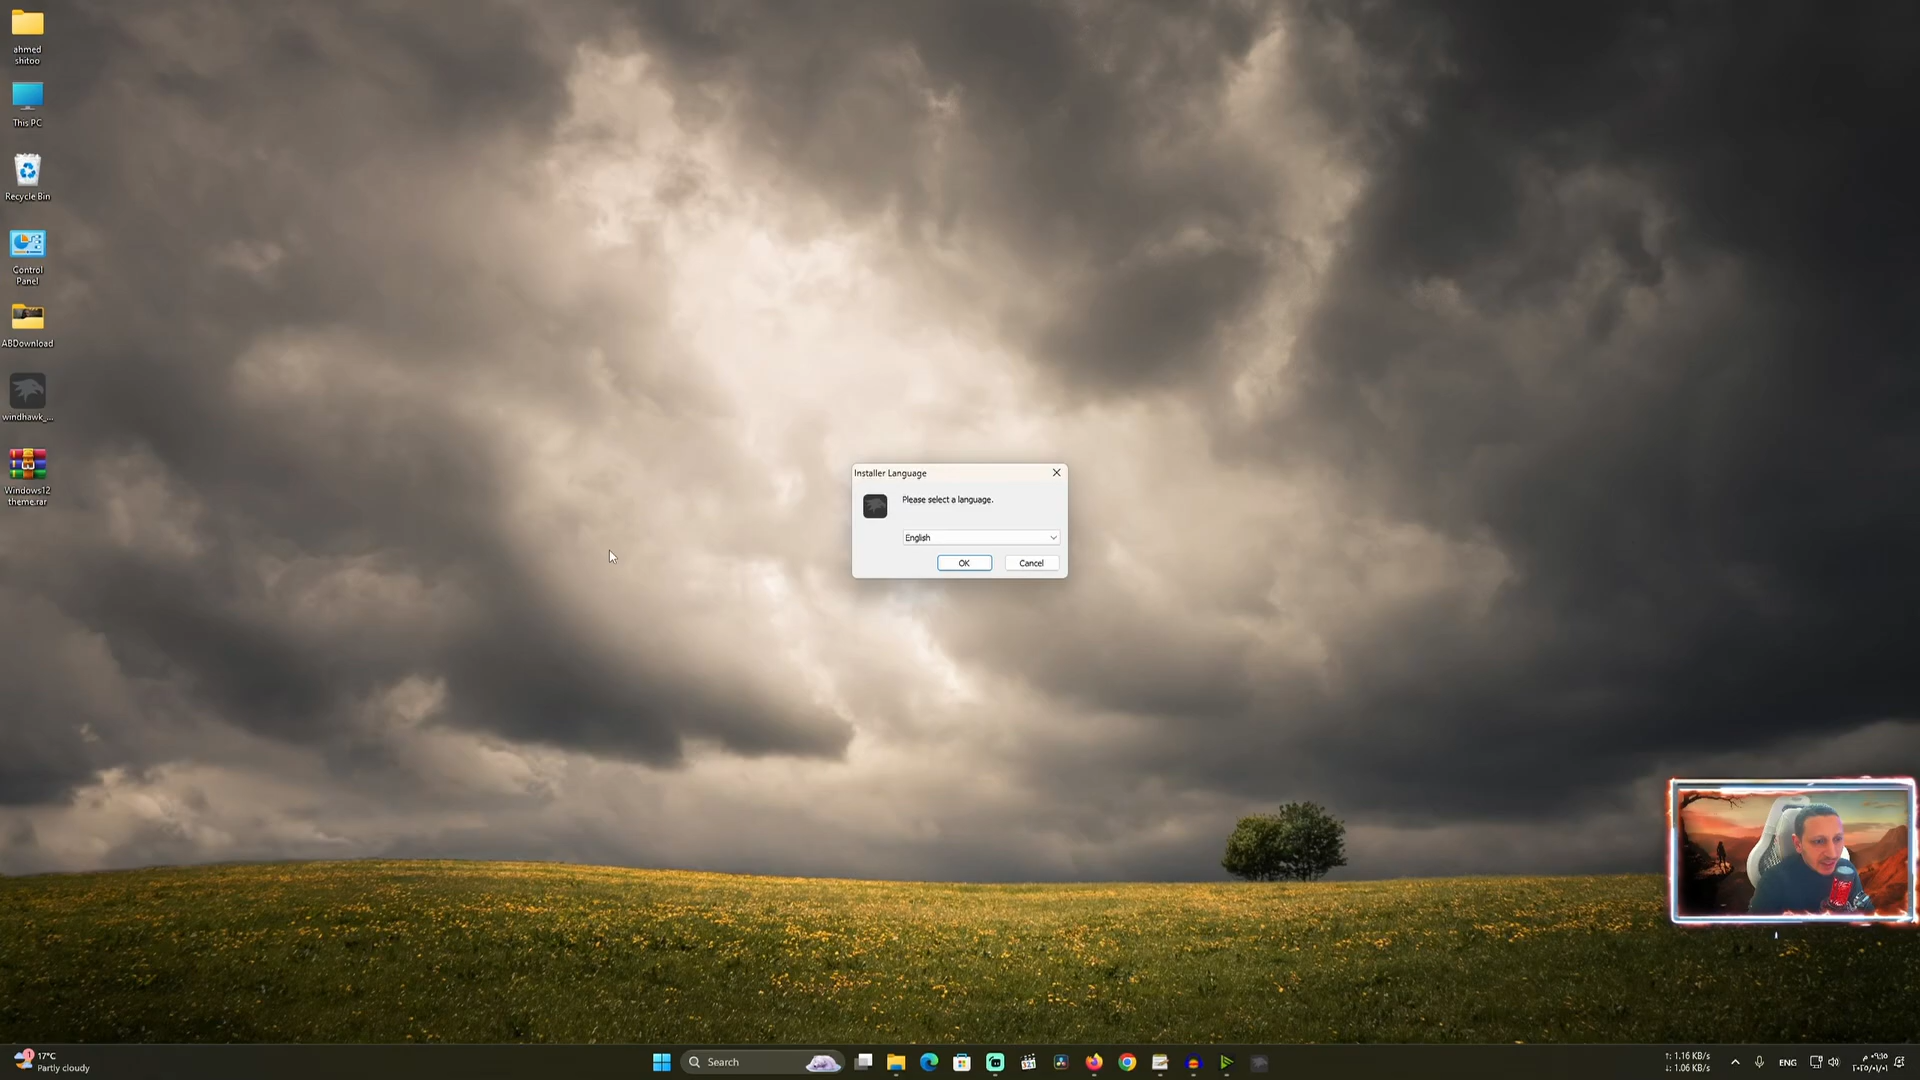 ahmed
shitoo
This PC
Recycle Bin
Control
Panel
ABDownload
windhawk_...
Windows12
theme.rar
Installer Language
Please select a language.
English
OK
Cancel
17°C
Partly cloudy
Search
↑: 1.16 KB/s
↓: 1.06 KB/s
ENG